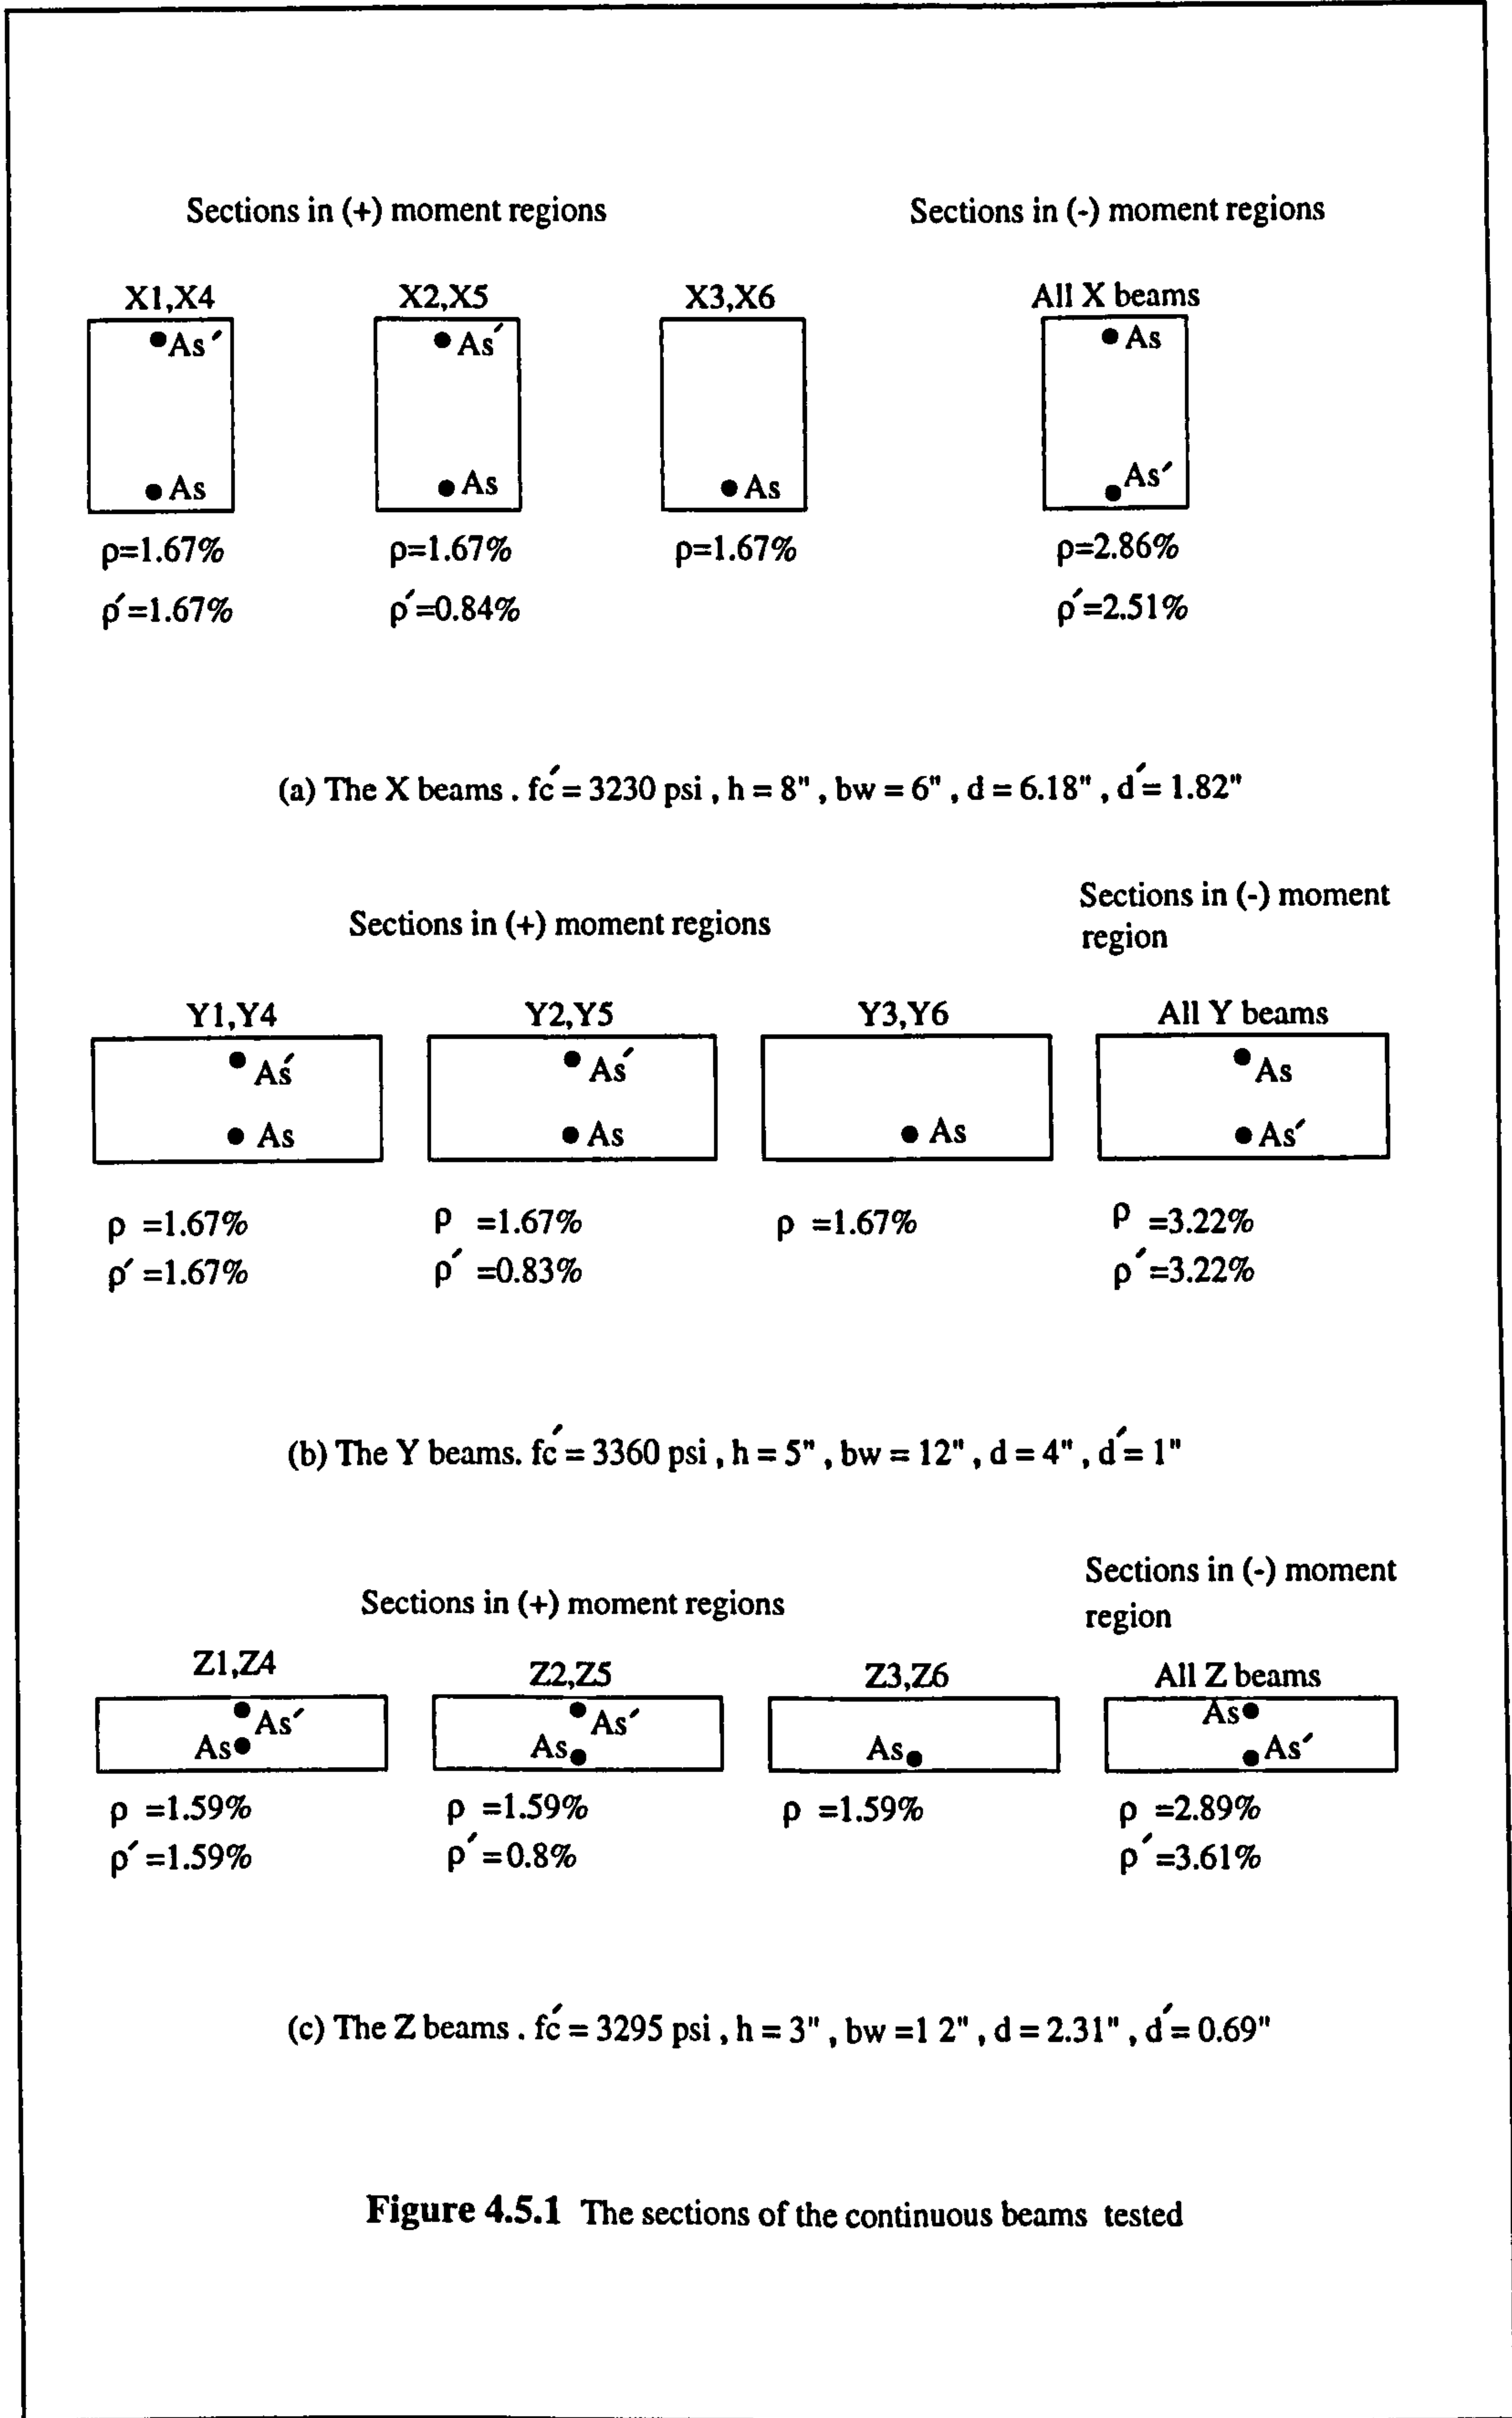 Sections in (+) moment regions
Sections in (-) moment regions
X1,X4
X2,X5
X3,X6
All X beams
As′
As′
As
As
As
As
As′
ρ=1.67%
ρ=1.67%
ρ=1.67%
ρ=2.86%
ρ′=1.67%
ρ′=0.84%
ρ′=2.51%
(a) The X beams . fc′ = 3230 psi , h = 8" , bw = 6" , d = 6.18" , d′= 1.82"
Sections in (+) moment regions
Sections in (-) moment
region
Y1,Y4
Y2,Y5
Y3,Y6
All Y beams
As′
As′
As
As
As
As
As′
ρ =1.67%
ρ =1.67%
ρ =1.67%
ρ =3.22%
ρ′ =1.67%
ρ′ =0.83%
ρ′ =3.22%
(b) The Y beams. fc′ = 3360 psi , h = 5" , bw = 12" , d = 4" , d′= 1"
Sections in (+) moment regions
Sections in (-) moment
region
Z1,Z4
Z2,Z5
Z3,Z6
All Z beams
As′
As′
As
As
As
As
As′
ρ =1.59%
ρ =1.59%
ρ =1.59%
ρ =2.89%
ρ′ =1.59%
ρ′ =0.8%
ρ′ =3.61%
(c) The Z beams . fc′ = 3295 psi , h = 3" , bw =1 2" , d = 2.31" , d′= 0.69"
Figure 4.5.1 The sections of the continuous beams tested